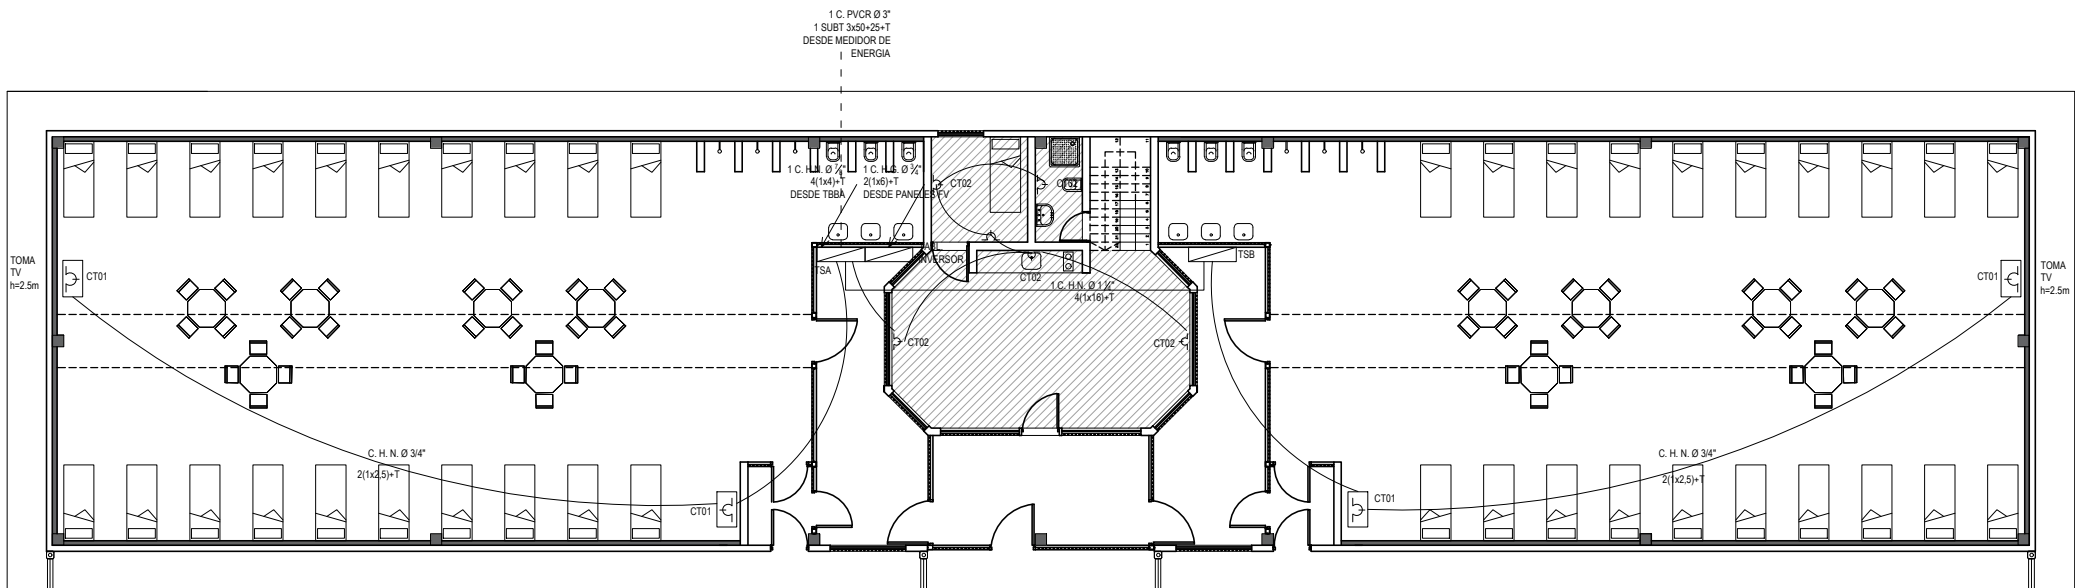 1 C. PVCR Ø 3"
1 SUBT 3x50+25+T
DESDE MEDIDOR DE
ENERGIA
1 C. H.N. Ø 7/8"
4(1x4)+T
DESDE TBBA
1 C. H.G. Ø 3/4"
2(1x6)+T
DESDE PANELES FV
CT02
CT02
TOMA
TV
h=2.5m
CT01
TSA
TABL.
INVERSOR
CT02
1 C. H.N. Ø 1 1/4"
4(1x16)+T
TSB
CT01
TOMA
TV
h=2.5m
CT02
CT02
C. H. N. Ø 3/4"
2(1x2,5)+T
CT01
C. H. N. Ø 3/4"
2(1x2,5)+T
CT01